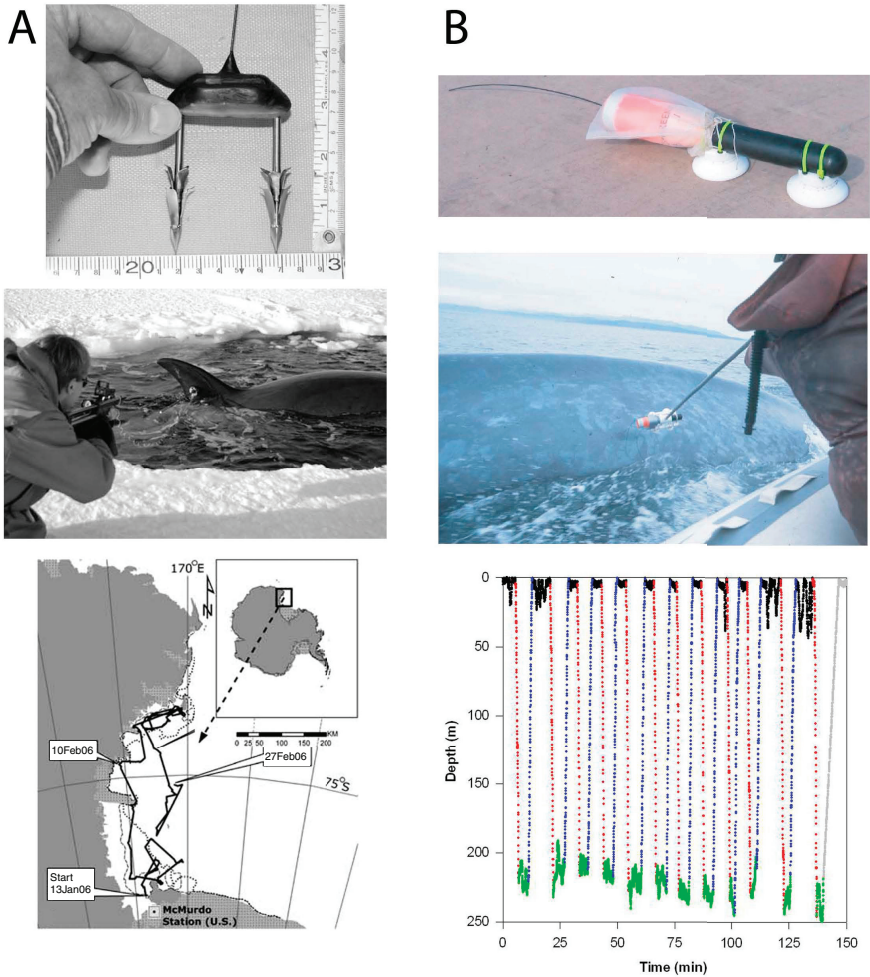 A
B
20
3
170°E
N
KM
0 25 50 100 150 200
10Feb06
27Feb06
75°S
Start
13Jan06
McMurdo
Station (U.S.)
0
50
100
150
200
250
Depth (m)
0 25 50 75 100 125 150
Time (min)